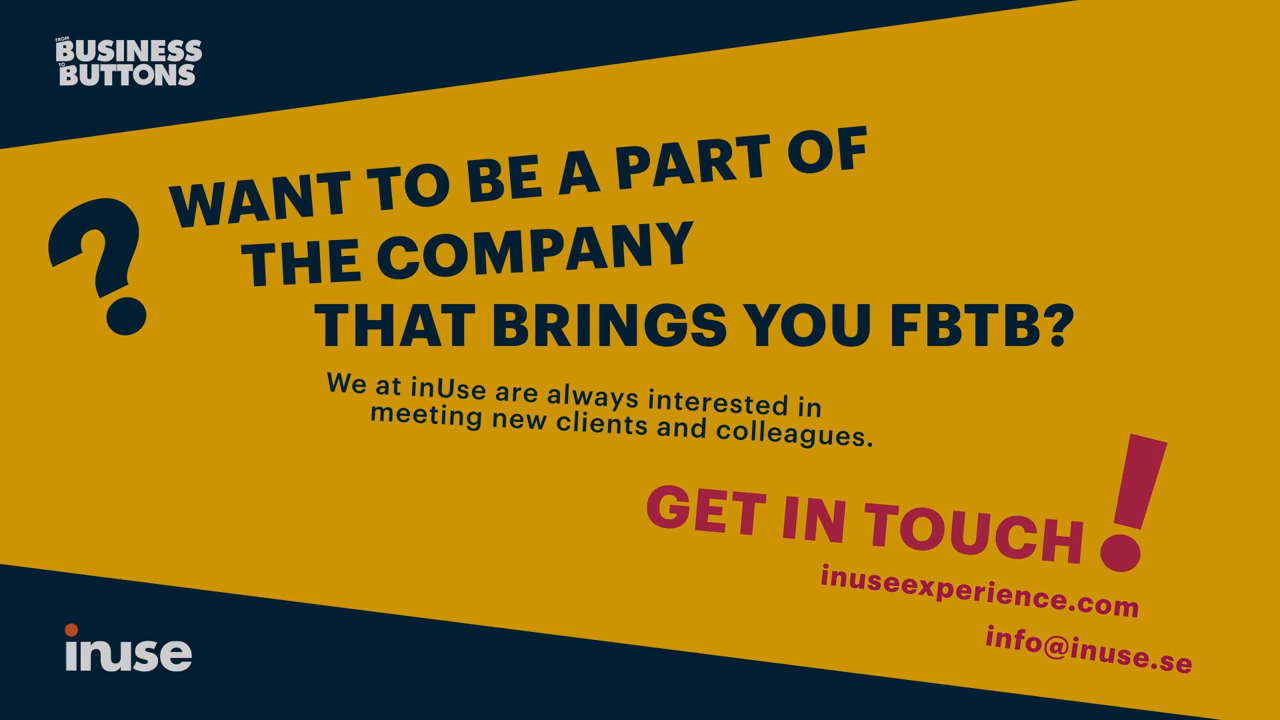 FROM
BUSINESS
TO
BUTTONS
?
WANT TO BE A PART OF
THE COMPANY
THAT BRINGS YOU FBTB?
We at inUse are always interested in
meeting new clients and colleagues.
GET IN TOUCH!
inuseexperience.com
info@inuse.se
inuse